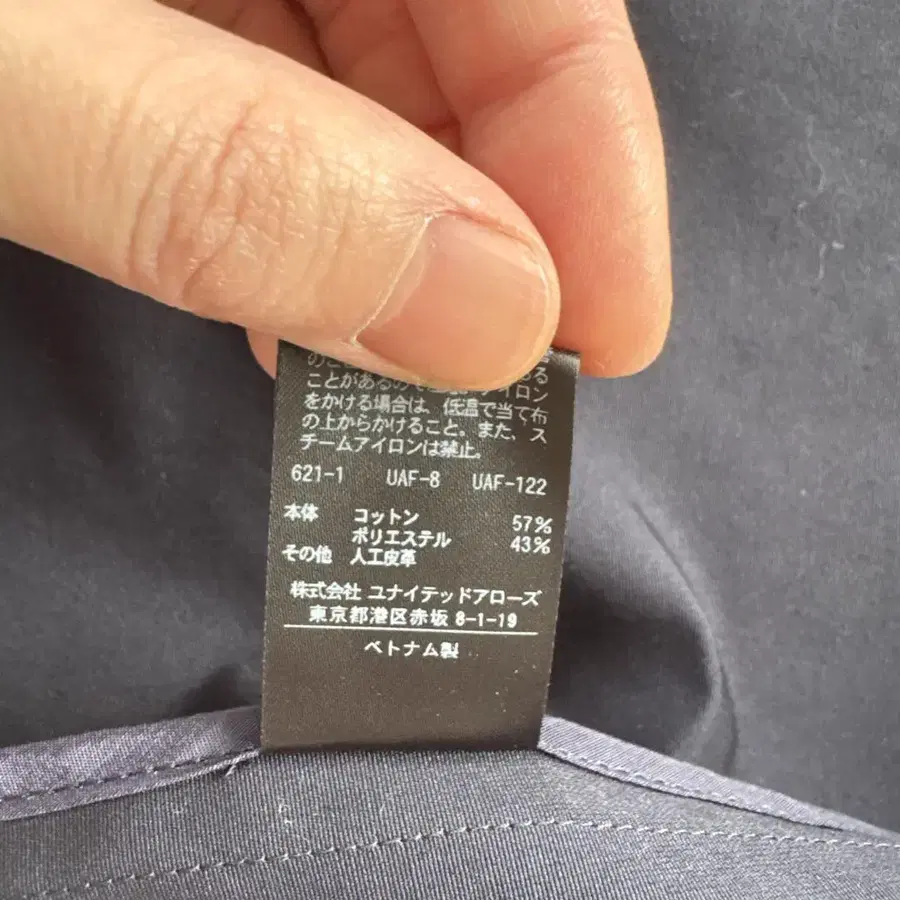 ことがあるの
をかける場合は、低温で当て布
の上からかけること。また、ス
チームアイロンは禁止。
621-1 UAF-8 UAF-122
本体 コットン 57%
ポリエステル 43%
その他 人工皮革
株式会社 ユナイテッドアローズ
東京都港区赤坂 8-1-19
ベトナム製